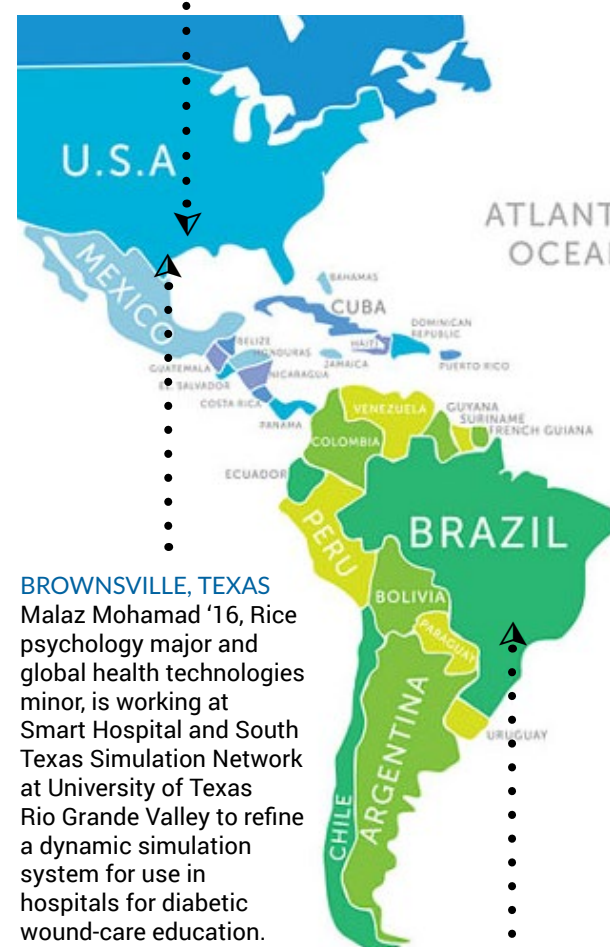 U.S.A
ATLANT
OCEA
MEXICO
BAHAMAS
CUBA
DOMINICAN
REPUBLIC
HAITI
JAMAICA
PUERTO RICO
BELIZE
HONDURAS
GUATEMALA
NICARAGUA
EL SALVADOR
COSTA RICA
PANAMA
VENEZUELA
GUYANA
SURINAME
FRENCH GUIANA
COLOMBIA
ECUADOR
PERU
BRAZIL
BOLIVIA
PARAGUAY
URUGUAY
ARGENTINA
CHILE
BROWNSVILLE, TEXAS
Malaz Mohamad ‘16, Rice
psychology major and
global health technologies
minor, is working at
Smart Hospital and South
Texas Simulation Network
at University of Texas
Rio Grande Valley to refine
a dynamic simulation
system for use in
hospitals for diabetic
wound-care education.